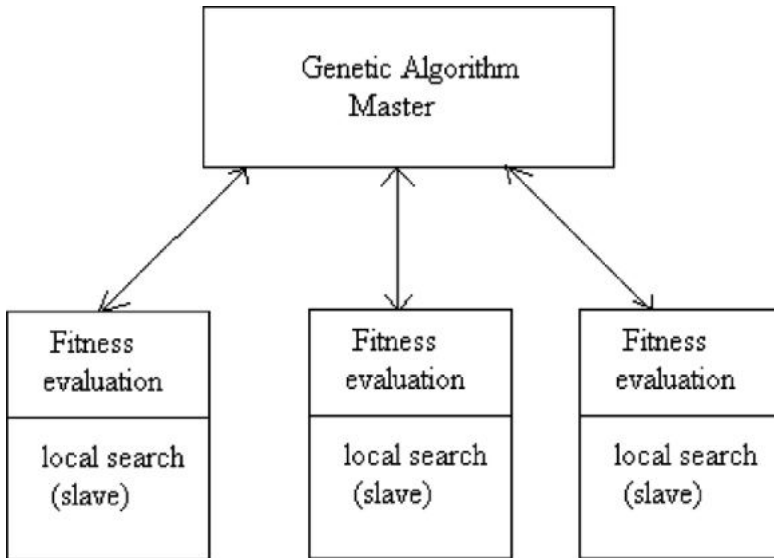 Genetic Algorithm
Master
Fitness
evaluation
local search
(slave)
Fitness
evaluation
local search
(slave)
Fitness
evaluation
local search
(slave)